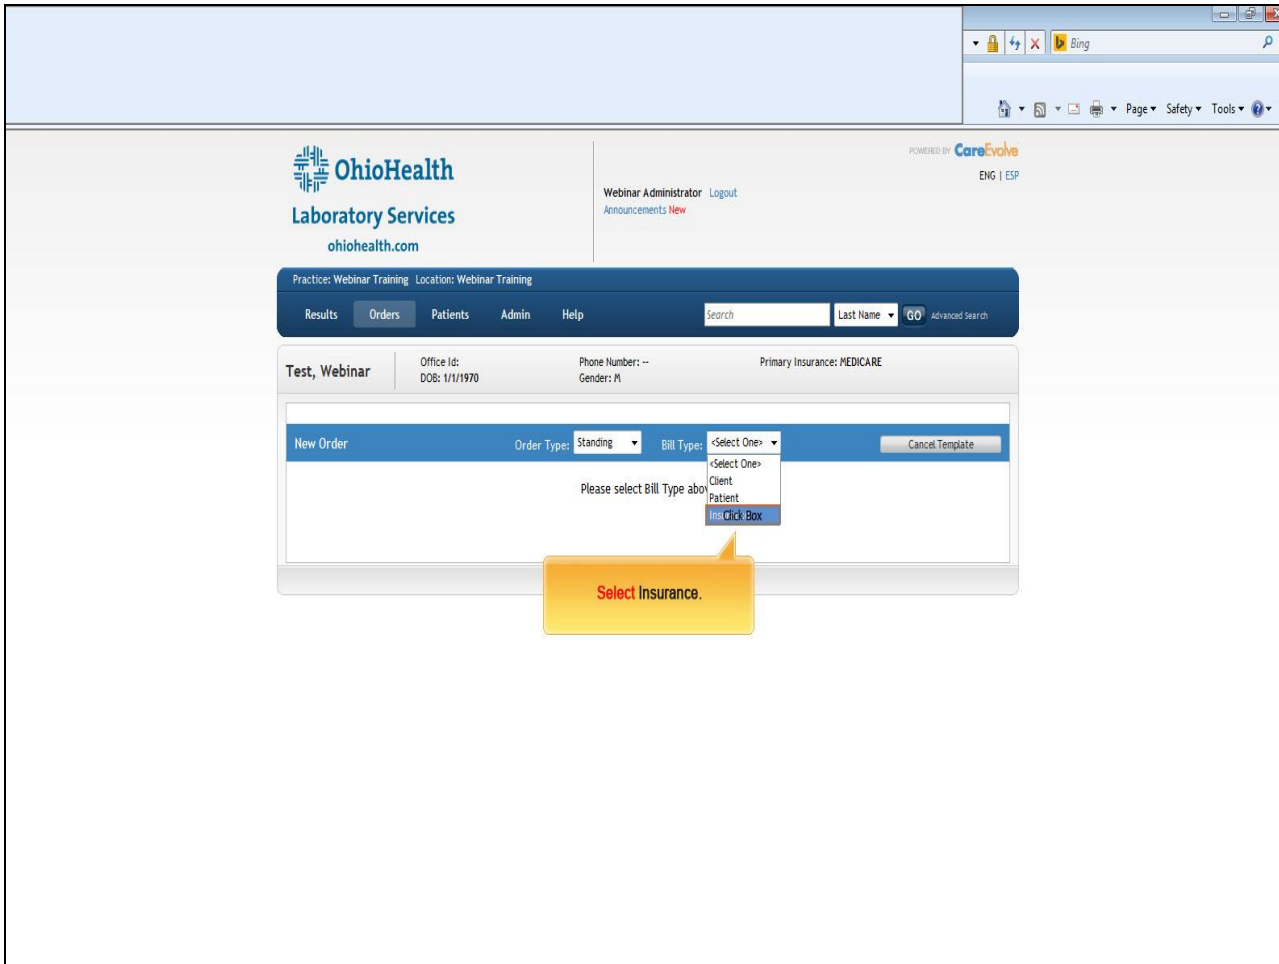 Bing
Page Safety Tools
OhioHealth
Laboratory Services
ohiohealth.com
Webinar Administrator Logout
Announcements New
POWERED BY CareEvolve
ENG | ESP
Practice: Webinar Training Location: Webinar Training
Results Orders Patients Admin Help Search Last Name GO Advanced Search
Test, Webinar
Office Id:
DOB: 1/1/1970
Phone Number: --
Gender: M
Primary Insurance: MEDICARE
New Order Order Type: Standing Bill Type: <Select One> Cancel Template
<Select One>
Client
Patient
Click Box
Please select Bill Type
Select Insurance.